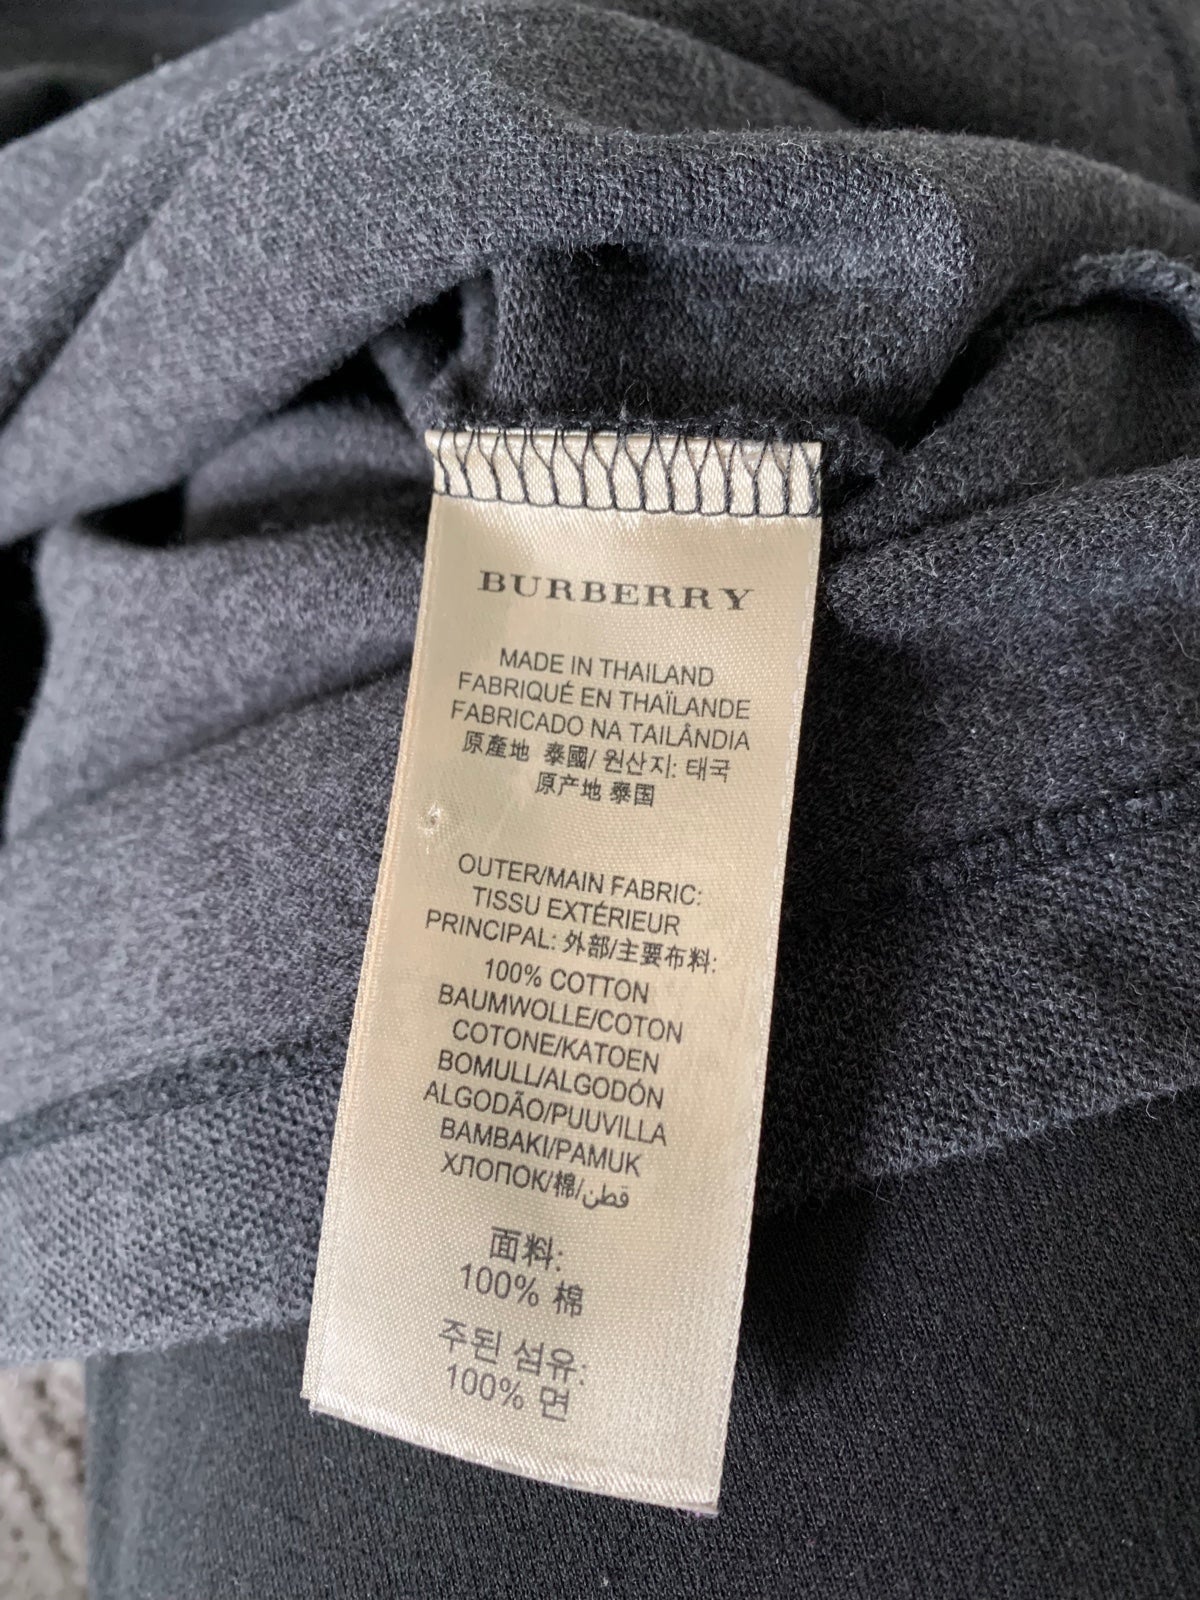 BURBERRY
MADE IN THAILAND
FABRIQUÉ EN THAÏLANDE
FABRICADO NA TAILÂNDIA
原產地 泰國/ 원산지: 태국
原产地 泰国
OUTER/MAIN FABRIC:
TISSU EXTÉRIEUR
PRINCIPAL: 外部/主要布料:
100% COTTON
BAUMWOLLE/COTON
COTONE/KATOEN
BOMULL/ALGODÓN
ALGODÃO/PUUVILLA
BAMBAKI/PAMUK
ХЛОПОК/棉/قطن
面料:
100% 棉
주된 섬유:
100% 면